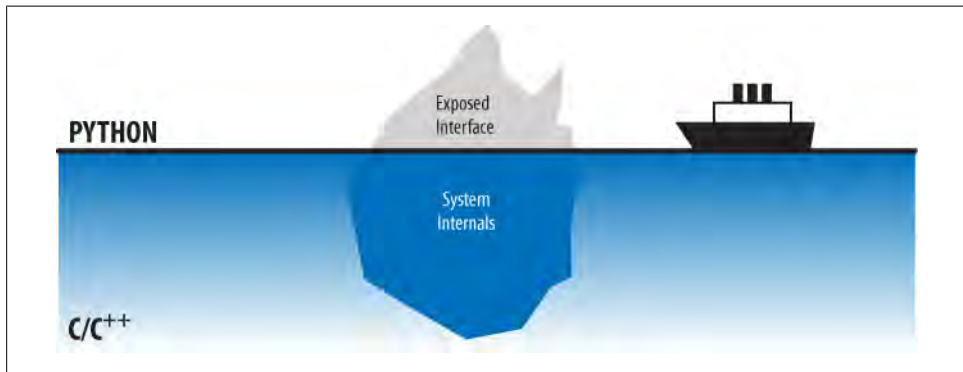 Exposed
Interface
PYTHON
System
Internals
C/C++